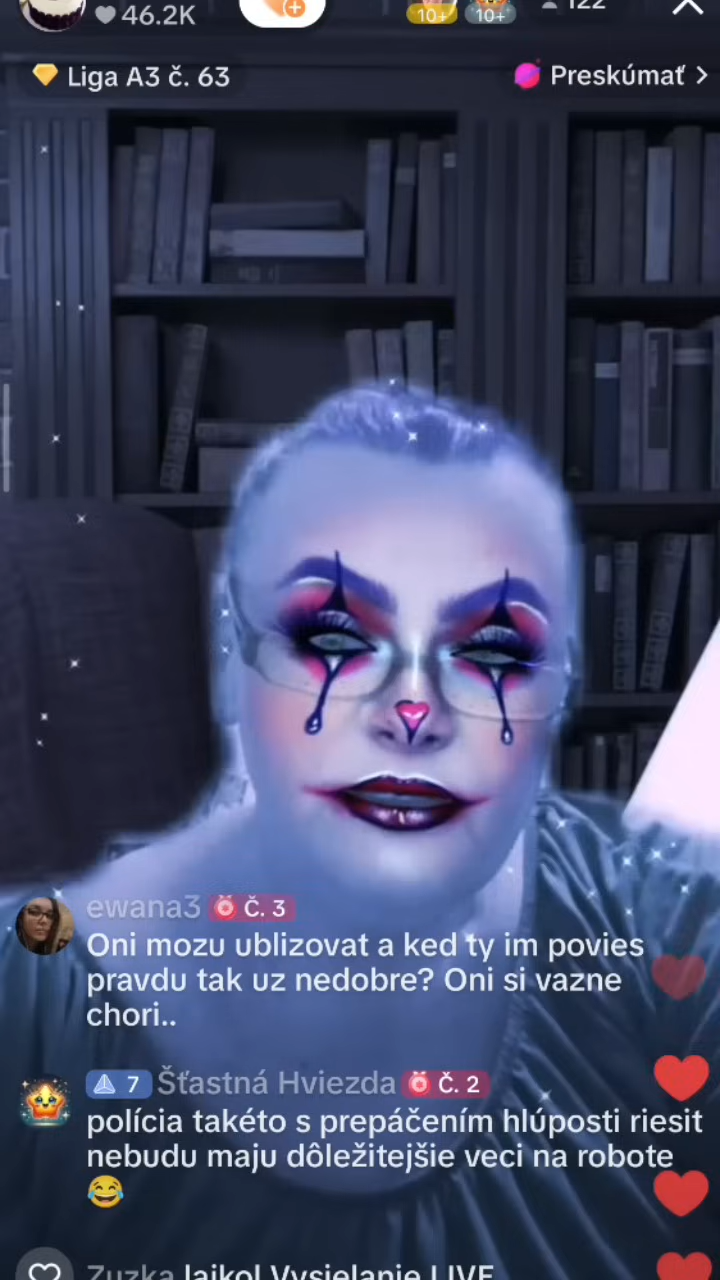 46.2K
10+
10+
122
Liga A3 č. 63
Preskúmať >
ewana3 Č. 3
Oni mozu ublizovat a ked ty im povies
pravdu tak uz nedobre? Oni si vazne
chori..
7 Šťastná Hviezda Č. 2
polícia takéto s prepáčením hlúposti riesit
nebudu maju dôležitejšie veci na robote
😂
Zuzka lajkol Vysielanie LIVE